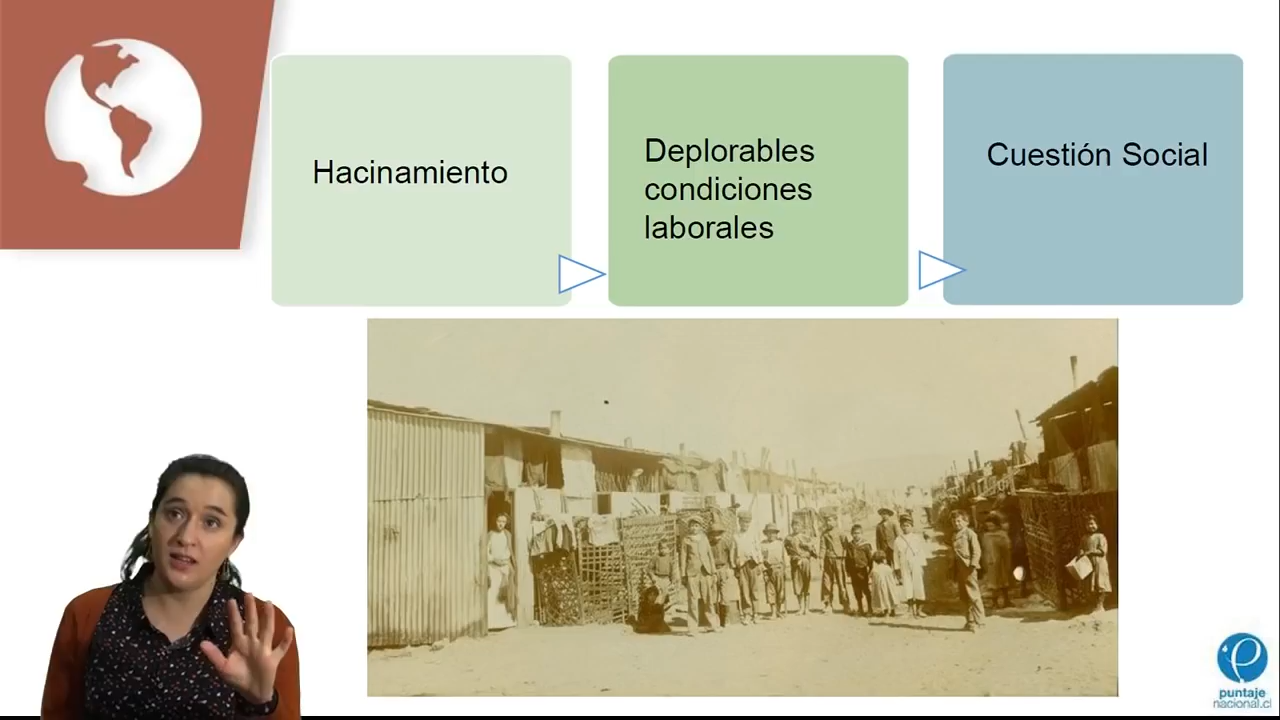 Hacinamiento
Deplorables
condiciones
laborales
Cuestión Social
puntaje
nacional.cl